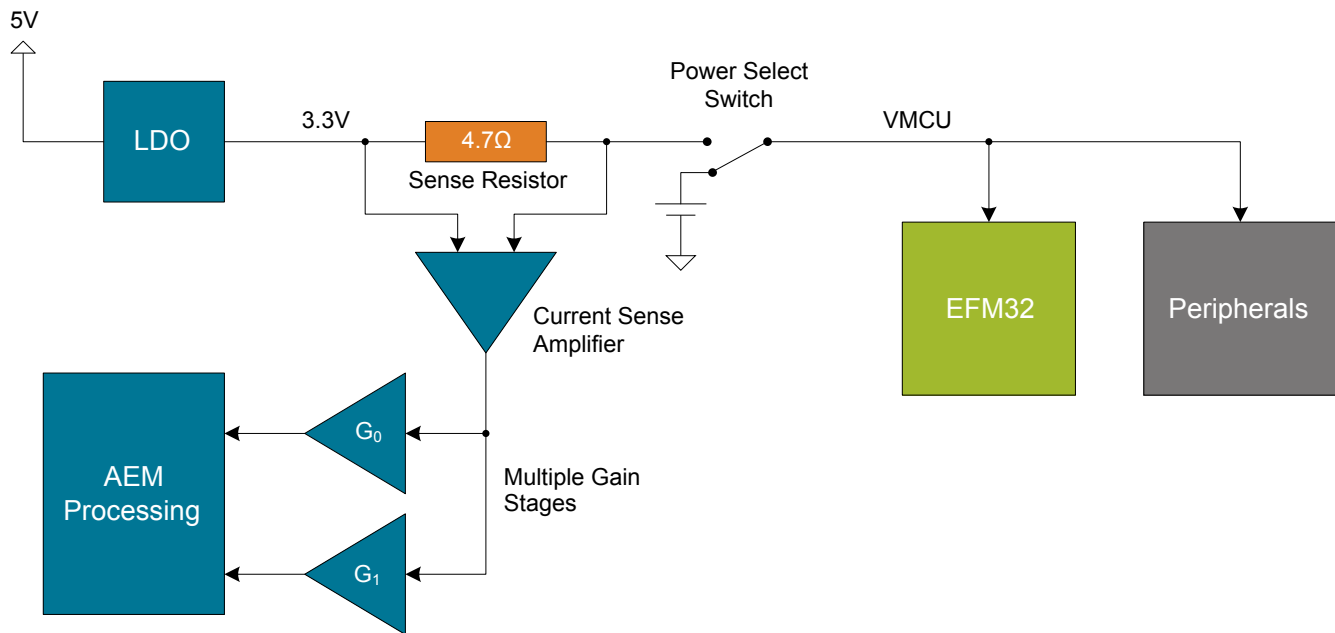 5V
LDO
3.3V
4.7Ω
Sense Resistor
Power Select
Switch
VMCU
EFM32
Peripherals
Current Sense
Amplifier
AEM
Processing
G₀
G₁
Multiple Gain
Stages